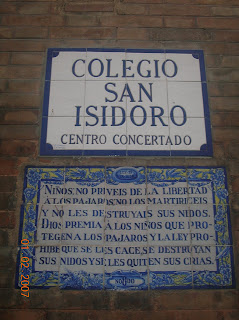 COLEGIO
SAN
ISIDORO
CENTRO CONCERTADO
NIÑOS, NO PRIVEIS DE LA LIBERTAD
A LOS PAJAROS, NO LOS MARTIRICEIS
Y NO LES DESTRUYAIS SUS NIDOS.
DIOS PREMIA A LOS NIÑOS QUE PRO-
TEGEN A LOS PAJAROS Y LA LEY PRO-
HIBE QUE SE LES CACE, SE DESTRUYAN
SUS NIDOS Y SE LES QUITEN SUS CRIAS.
2007